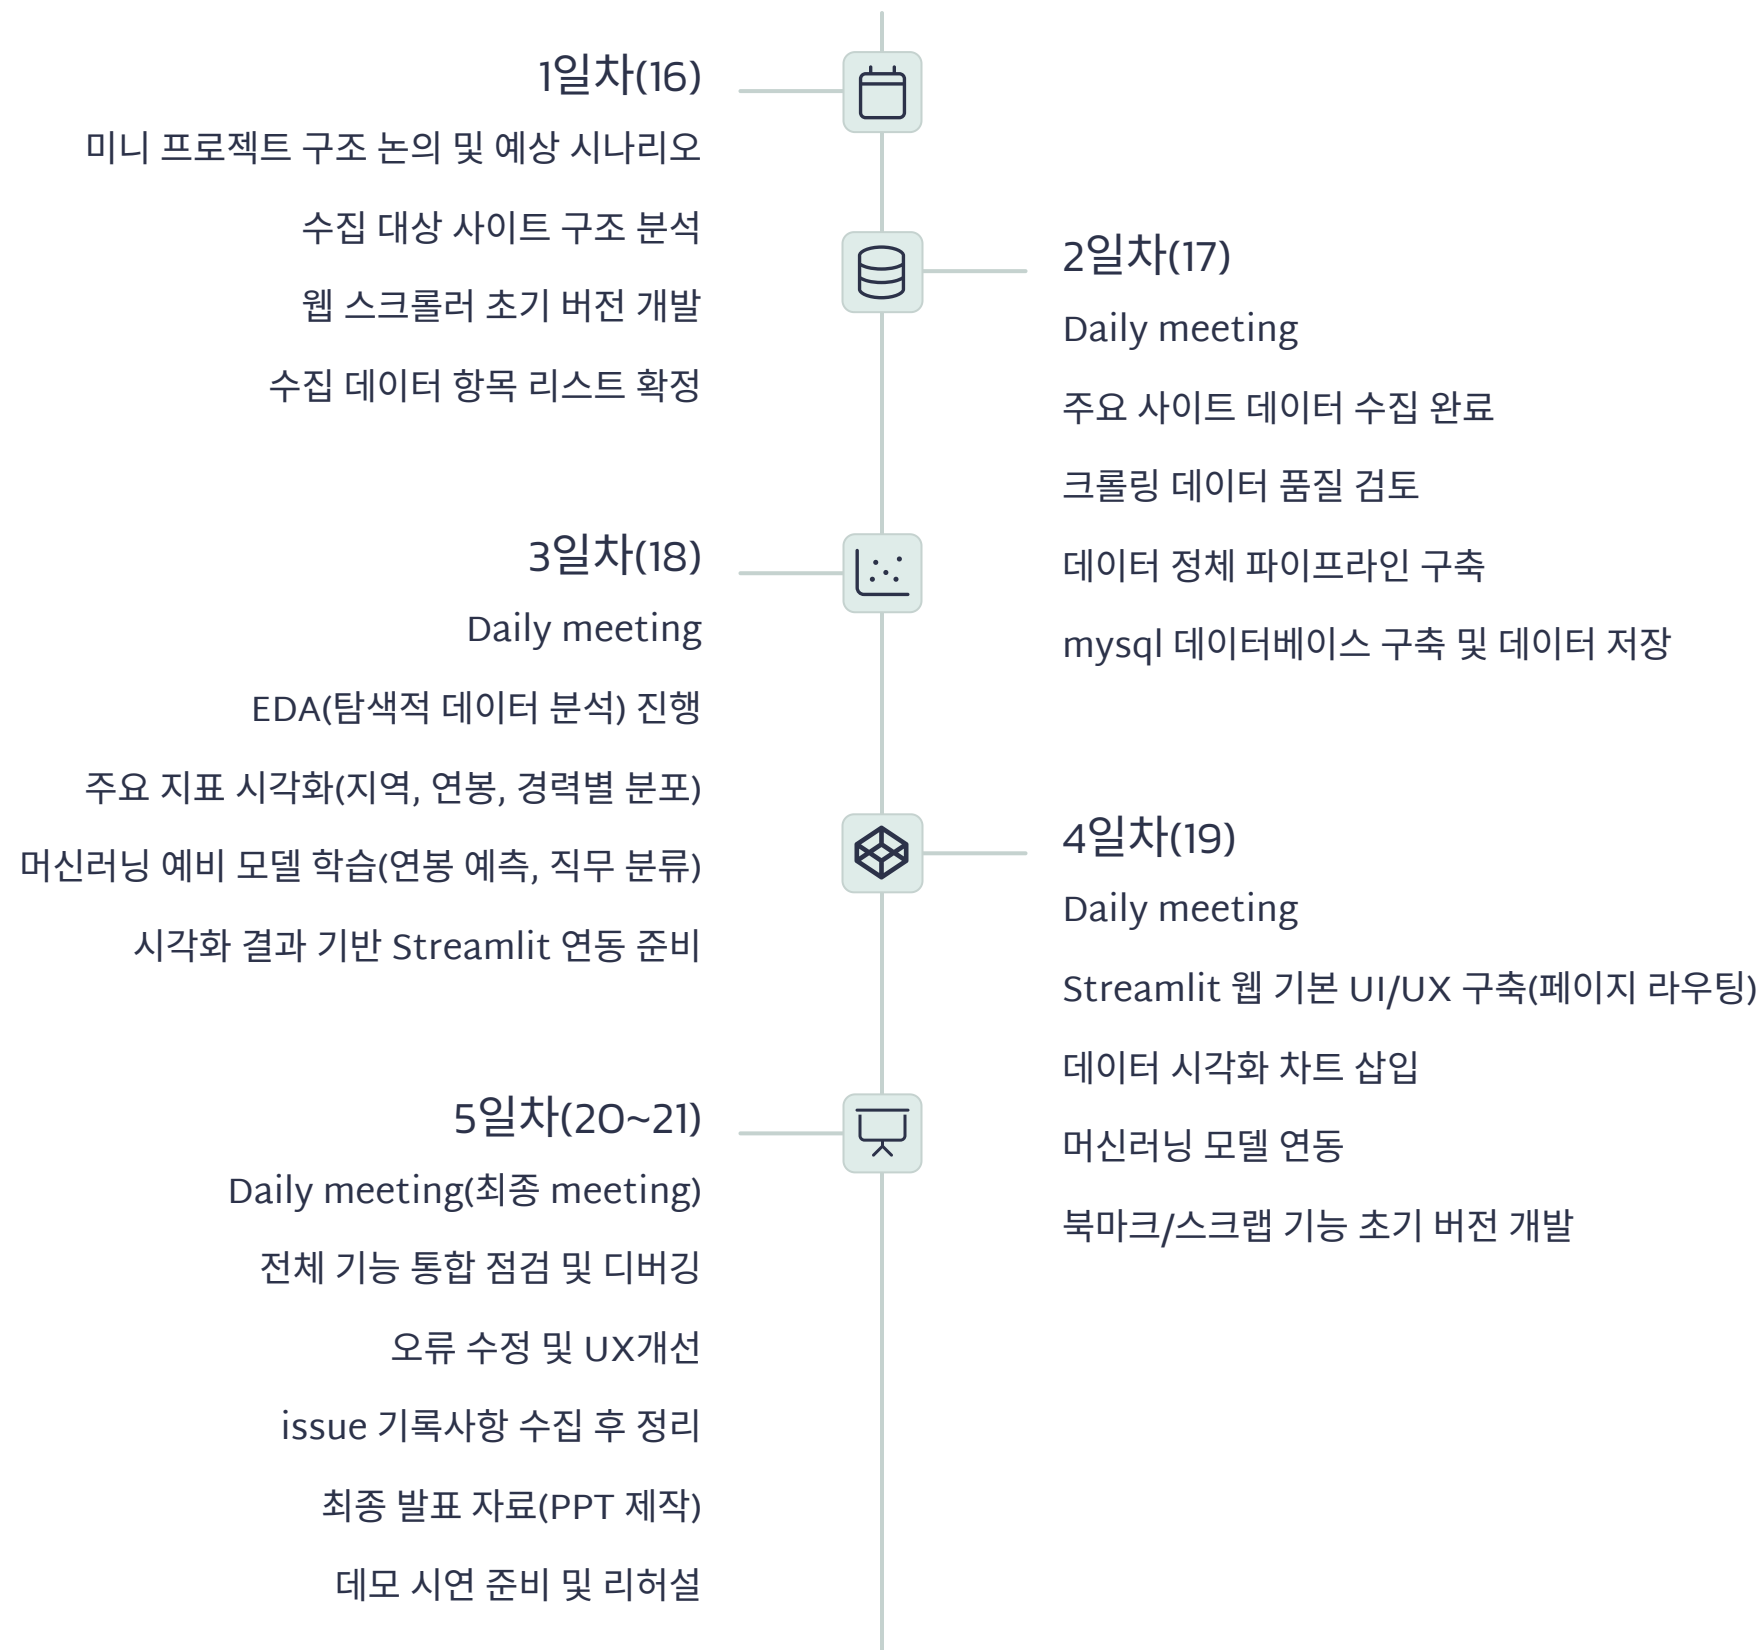 1일차(16)
미니 프로젝트 구조 논의 및 예상 시나리오
수집 대상 사이트 구조 분석
웹 스크롤러 초기 버전 개발
수집 데이터 항목 리스트 확정
2일차(17)
Daily meeting
주요 사이트 데이터 수집 완료
크롤링 데이터 품질 검토
데이터 정체 파이프라인 구축
mysql 데이터베이스 구축 및 데이터 저장
3일차(18)
Daily meeting
EDA(탐색적 데이터 분석) 진행
주요 지표 시각화(지역, 연봉, 경력별 분포)
머신러닝 예비 모델 학습(연봉 예측, 직무 분류)
시각화 결과 기반 Streamlit 연동 준비
4일차(19)
Daily meeting
Streamlit 웹 기본 UI/UX 구축(페이지 라우팅)
데이터 시각화 차트 삽입
머신러닝 모델 연동
북마크/스크랩 기능 초기 버전 개발
5일차(20~21)
Daily meeting(최종 meeting)
전체 기능 통합 점검 및 디버깅
오류 수정 및 UX개선
issue 기록사항 수집 후 정리
최종 발표 자료(PPT 제작)
데모 시연 준비 및 리허설